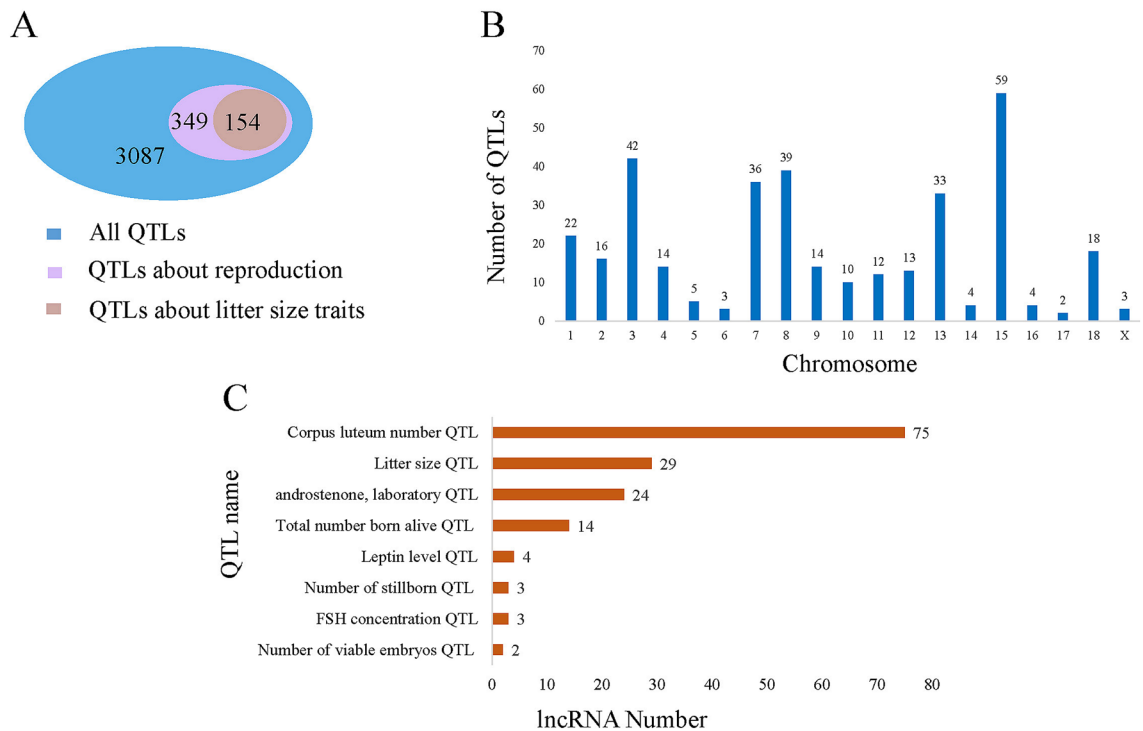 A
349 154
3087
All QTLs
QTLs about reproduction
QTLs about litter size traits
B
Number of QTLs
70
60
50
40
30
20
10
0
22 16 42 14 5 3 36 39 14 10 12 13 33 4 59 4 2 18 3
1 2 3 4 5 6 7 8 9 10 11 12 13 14 15 16 17 18 X
Chromosome
C
QTL name
Corpus luteum number QTL 75
Litter size QTL 29
androstenone, laboratory QTL 24
Total number born alive QTL 14
Leptin level QTL 4
Number of stillborn QTL 3
FSH concentration QTL 3
Number of viable embryos QTL 2
0 10 20 30 40 50 60 70 80
lncRNA Number